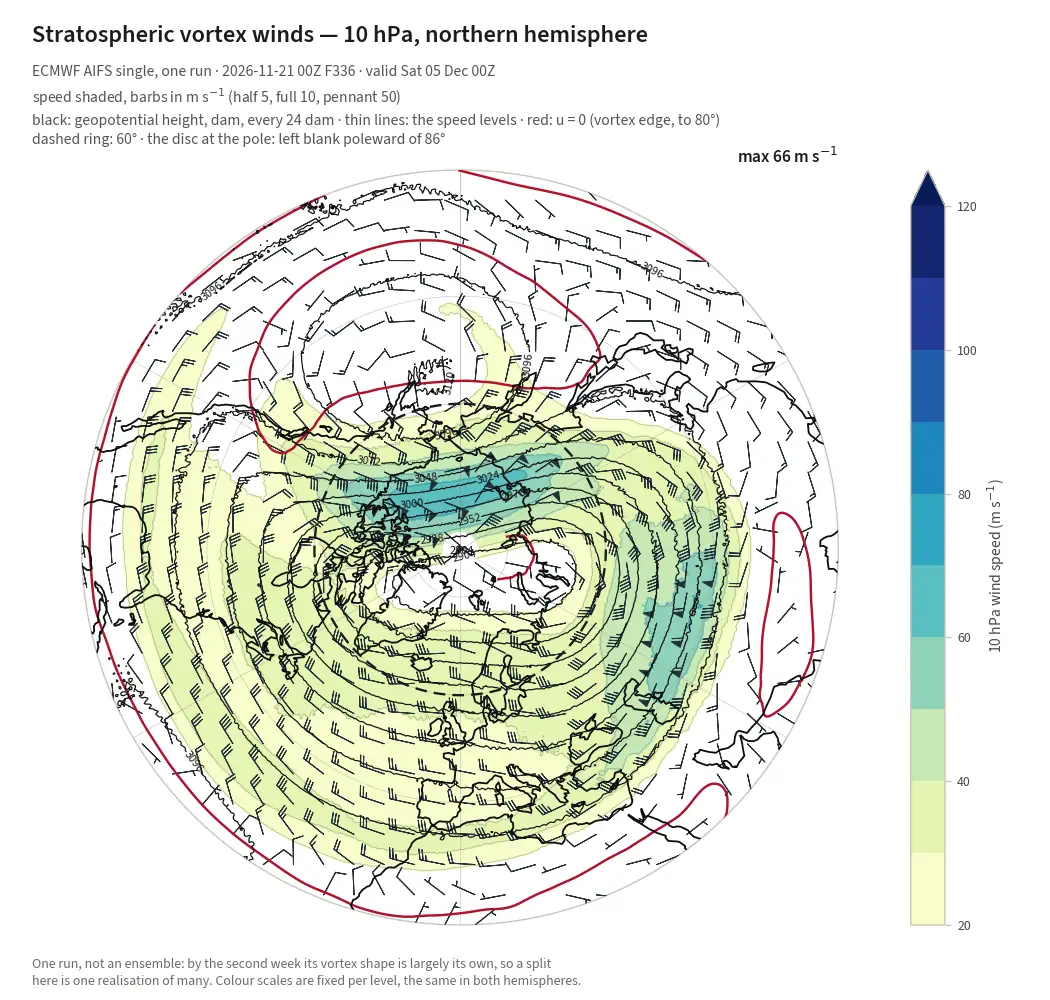 Stratospheric vortex winds — 10 hPa, northern hemisphere
ECMWF AIFS single, one run · 2026-11-21 00Z F336 · valid Sat 05 Dec 00Z
speed shaded, barbs in m s⁻¹ (half 5, full 10, pennant 50)
black: geopotential height, dam, every 24 dam · thin lines: the speed levels · red: u = 0 (vortex edge, to 80°)
dashed ring: 60° · the disc at the pole: left blank poleward of 86°
max 66 m s⁻¹
120
100
80
60
40
20
10 hPa wind speed (m s⁻¹)
3096
3096
3096
3048
3024
3000
2952
One run, not an ensemble: by the second week its vortex shape is largely its own, so a split
here is one realisation of many. Colour scales are fixed per level, the same in both hemispheres.